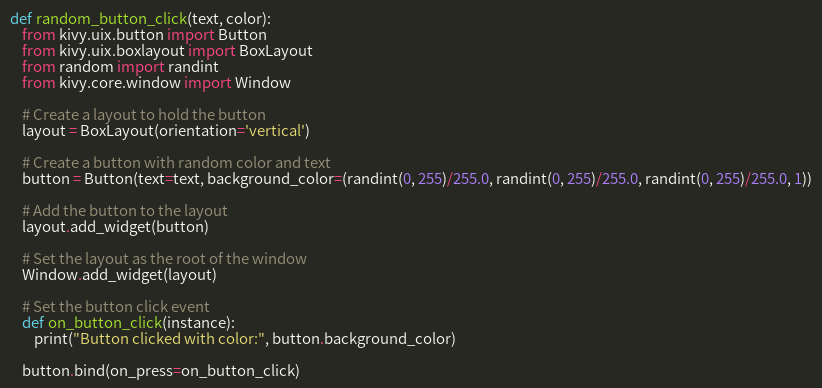 def random_button_click(text, color):
from kivy.uix.button import Button
from kivy.uix.boxlayout import BoxLayout
from random import randint
from kivy.core.window import Window
# Create a layout to hold the button
layout = BoxLayout(orientation='vertical')
# Create a button with random color and text
button = Button(text=text, background_color=(randint(0, 255)/255.0, randint(0, 255)/255.0, randint(0, 255)/255.0, 1))
# Add the button to the layout
layout.add_widget(button)
# Set the layout as the root of the window
Window.add_widget(layout)
# Set the button click event
def on_button_click(instance):
print("Button clicked with color:", button.background_color)
button.bind(on_press=on_button_click)